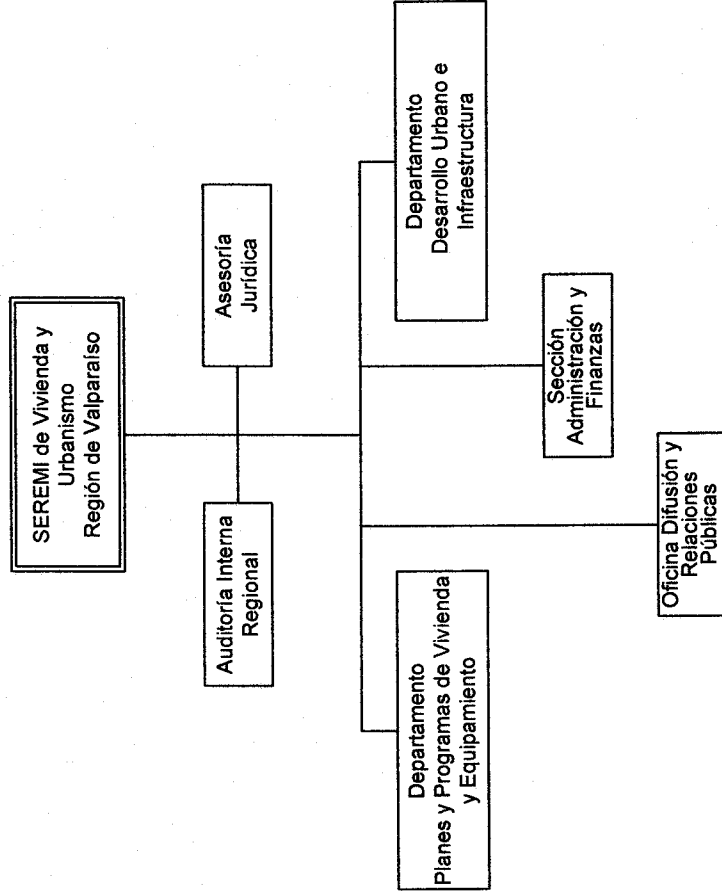 SEREMI de Vivienda y
Urbanismo
Región de Valparaíso
Auditoría Interna
Regional
Asesoría
Jurídica
Departamento
Planes y Programas de Vivienda
y Equipamiento
Departamento
Desarrollo Urbano e
Infraestructura
Sección
Administración y
Finanzas
Oficina Difusión y
Relaciones
Públicas